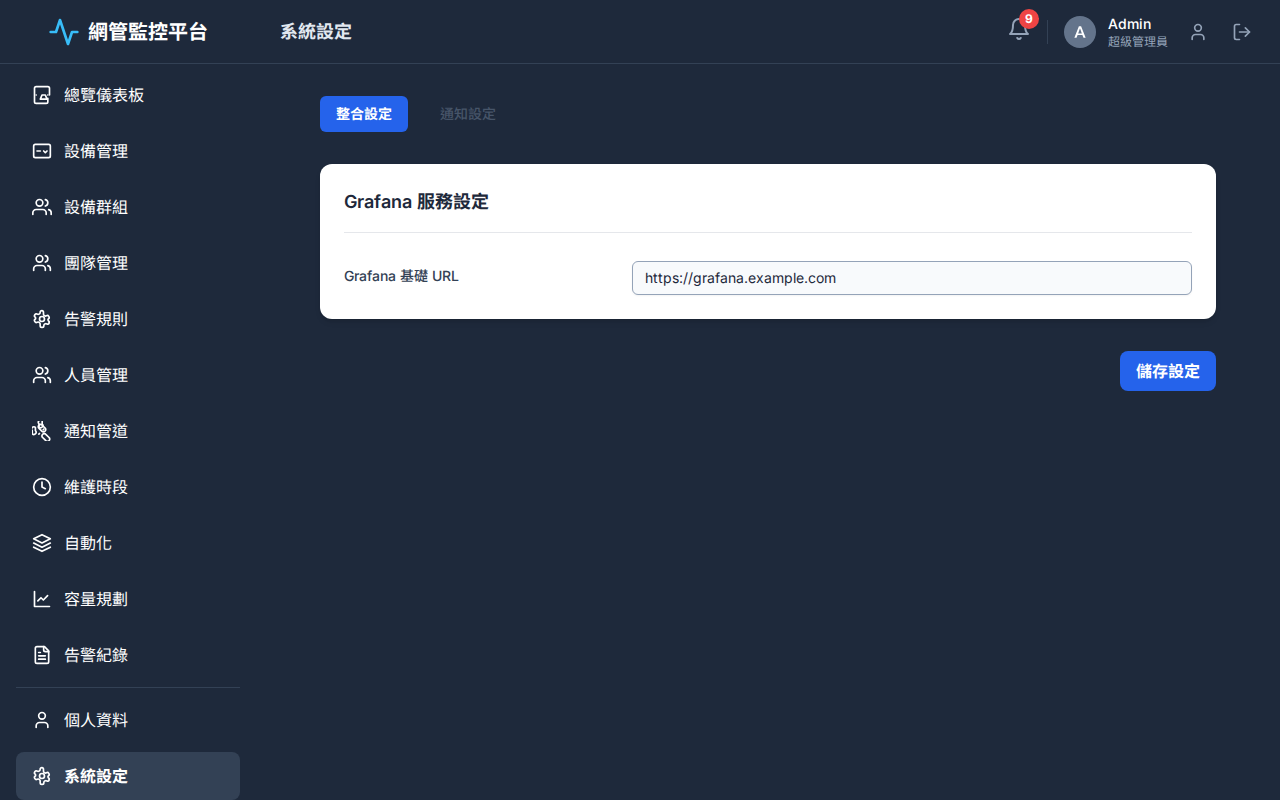 網管監控平台
系統設定
9
A
Admin
超級管理員
總覽儀表板
設備管理
設備群組
團隊管理
告警規則
人員管理
通知管道
維護時段
自動化
容量規劃
告警紀錄
個人資料
系統設定
整合設定
通知設定
Grafana 服務設定
Grafana 基礎 URL
https://grafana.example.com
儲存設定